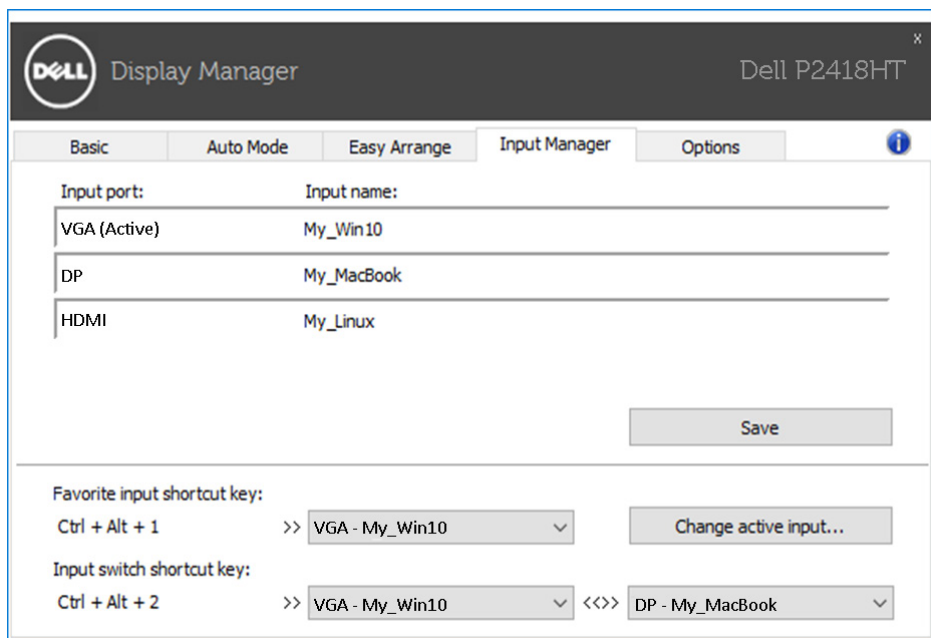 DELL Display Manager Dell P2418HT x
Basic Auto Mode Easy Arrange Input Manager Options i
Input port: Input name:
VGA (Active) My_Win10
DP My_MacBook
HDMI My_Linux
Save
Favorite input shortcut key:
Ctrl + Alt + 1 >> VGA - My_Win10 Change active input...
Input switch shortcut key:
Ctrl + Alt + 2 >> VGA - My_Win10 <<>> DP - My_MacBook